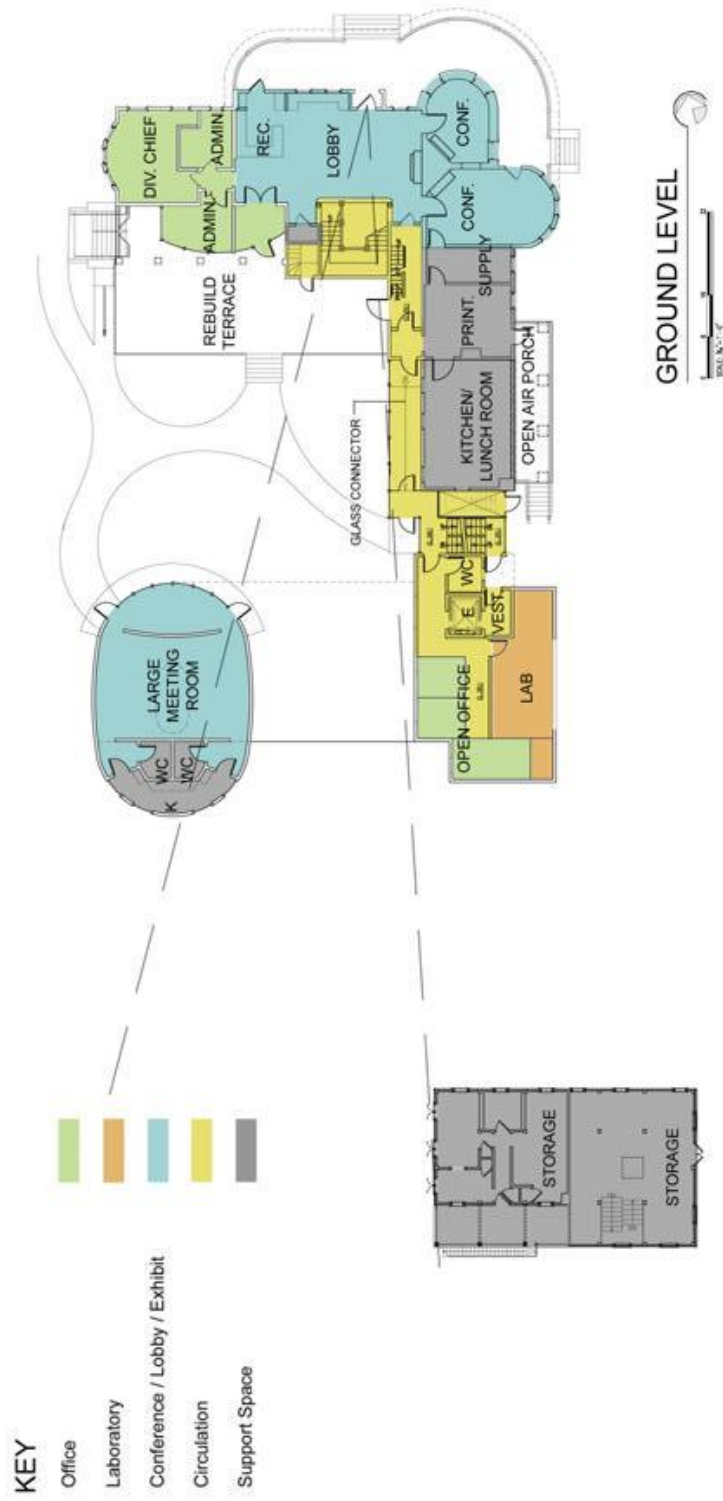 KEY
Office
Laboratory
Conference / Lobby / Exhibit
Circulation
Support Space
DIV. CHIEF
ADMIN.
ADMIN.
REC.
LOBBY
CONF.
CONF.
REBUILD
TERRACE
SUPPLY
PRINT.
KITCHEN/
LUNCH ROOM
OPEN AIR PORCH
GLASS CONNECTOR
LARGE
MEETING
ROOM
WC
WC
K
WC
E
VEST.
OPEN OFFICE
LAB
STORAGE
STORAGE
GROUND LEVEL